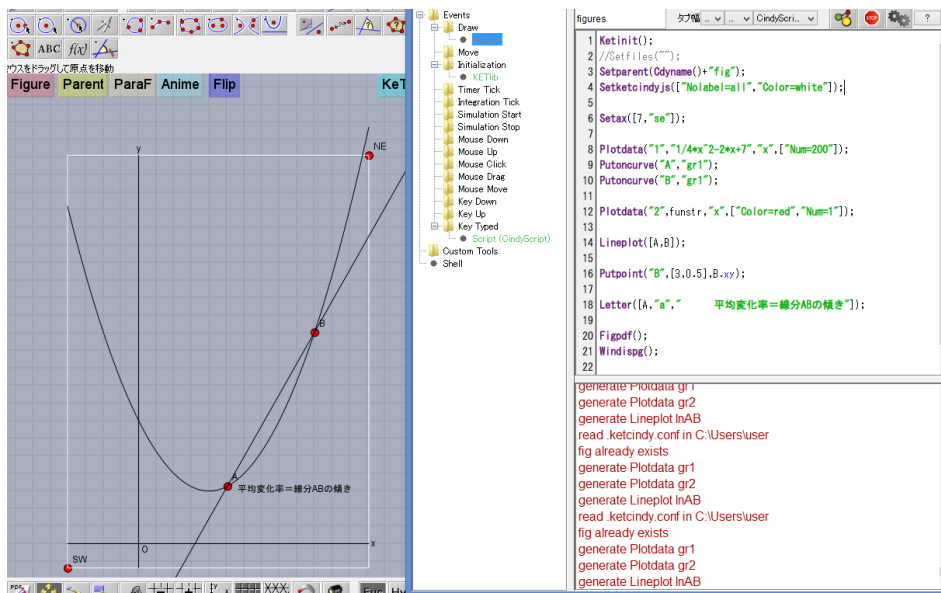 ABC f(x)
マウスをドラッグして原点を移動
Figure Parent ParaF Anime Flip KeT
y
NE
B
A
平均変化率＝線分ABの傾き
O
x
SW
Events
Draw
Move
Initialization
KETlib
Timer Tick
Integration Tick
Simulation Start
Simulation Stop
Mouse Down
Mouse Up
Mouse Click
Mouse Drag
Mouse Move
Key Down
Key Up
Key Typed
Script (CindyScript)
Custom Tools
Shell
figures タブ幅 .. .. CindyScri.. STOP ?
1 Ketinit();
2 //Setfiles("");
3 Setparent(Cdyname()+"fig");
4 Setketcindyjs(["Nolabel=all","Color=white"]);
5
6 Setax([7,"se"]);
7
8 Plotdata("1","1/4*x^2-2*x+7","x",["Num=200"]);
9 Putoncurve("A","gr1");
10 Putoncurve("B","gr1");
11
12 Plotdata("2",funstr,"x",["Color=red","Num=1"]);
13
14 Lineplot([A,B]);
15
16 Putpoint("B",[3,0.5],B.xy);
17
18 Letter([A,"a","　　　平均変化率＝線分ABの傾き"]);
19
20 Figpdf();
21 Windispg();
22
generate Plotdata gr1
generate Plotdata gr2
generate Lineplot lnAB
read .ketcindy.conf in C:\Users\user
fig already exists
generate Plotdata gr1
generate Plotdata gr2
generate Lineplot lnAB
read .ketcindy.conf in C:\Users\user
fig already exists
generate Plotdata gr1
generate Plotdata gr2
generate Lineplot lnAB